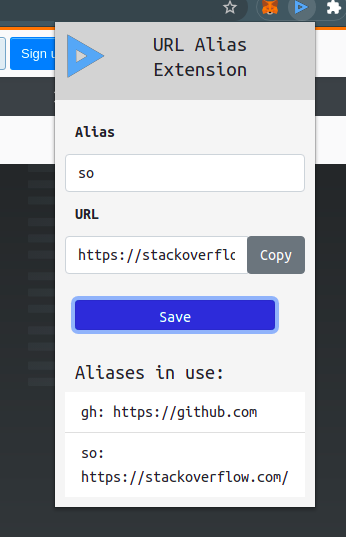 Sign u
URL Alias
Extension
Alias
so
URL
https://stackoverflo
Copy
Save
Aliases in use:
gh: https://github.com
so:
https://stackoverflow.com/